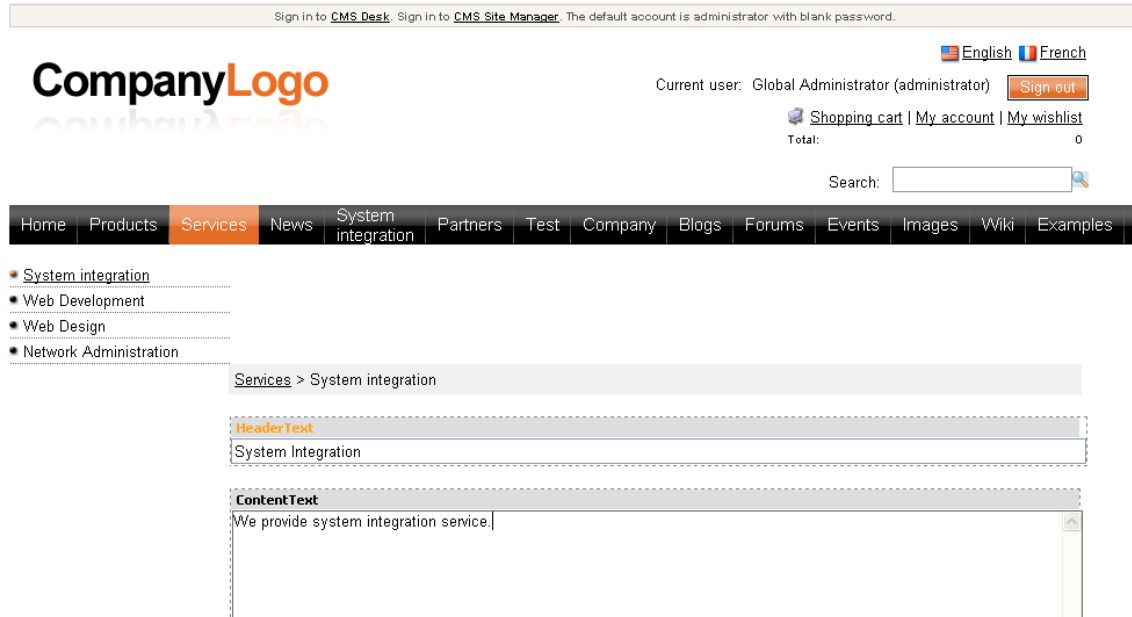 Sign in to CMS Desk. Sign in to CMS Site Manager. The default account is administrator with blank password.
English French
CompanyLogo
Current user: Global Administrator (administrator) Sign out
Shopping cart | My account | My wishlist
Total: 0
Search:
Home Products Services News System integration Partners Test Company Blogs Forums Events Images Wiki Examples
System integration
Web Development
Web Design
Network Administration
Services > System integration
HeaderText
System Integration
ContentText
We provide system integration service.